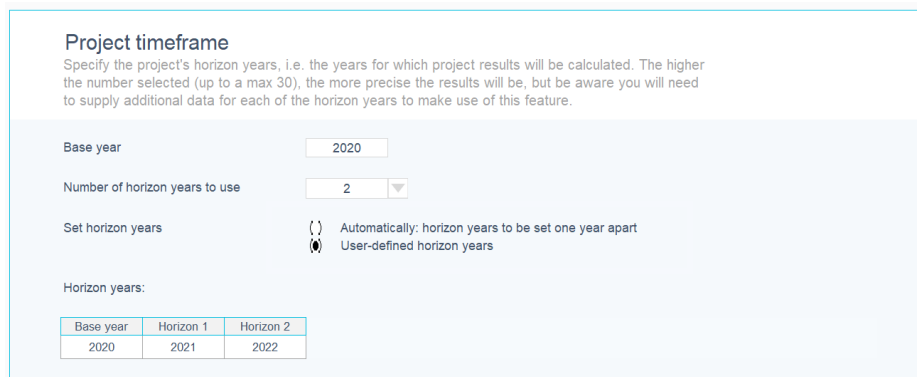 Project timeframe
Specify the project's horizon years, i.e. the years for which project results will be calculated. The higher
the number selected (up to a max 30), the more precise the results will be, but be aware you will need
to supply additional data for each of the horizon years to make use of this feature.
Base year 2020
Number of horizon years to use 2
Set horizon years
Automatically: horizon years to be set one year apart
User-defined horizon years
Horizon years:
Base year Horizon 1 Horizon 2
2020 2021 2022